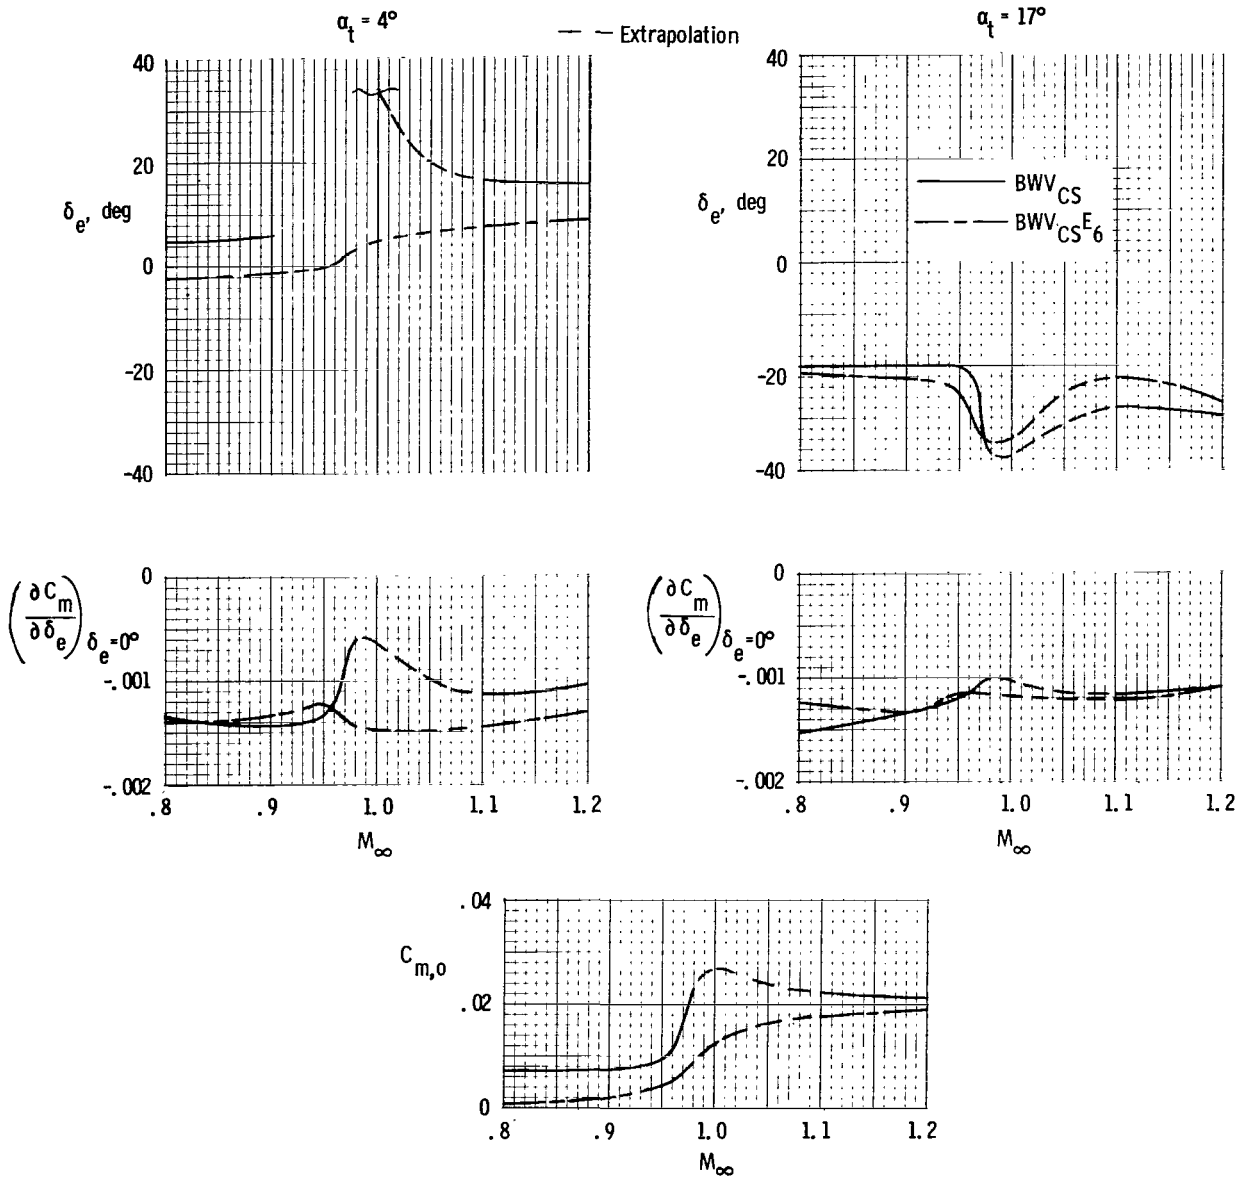 α_t = 4°
— — Extrapolation
α_t = 17°
40
20
0
-20
-40
δ_e, deg
40
20
0
-20
-40
δ_e, deg
BWV_CS
BWV_CS E_6
0
-.001
-.002
(∂C_m/∂δ_e)_δ_e=0°
.8 .9 1.0 1.1 1.2
M_∞
0
-.001
-.002
(∂C_m/∂δ_e)_δ_e=0°
.8 .9 1.0 1.1 1.2
M_∞
.04
.02
0
C_m,o
.8 .9 1.0 1.1 1.2
M_∞